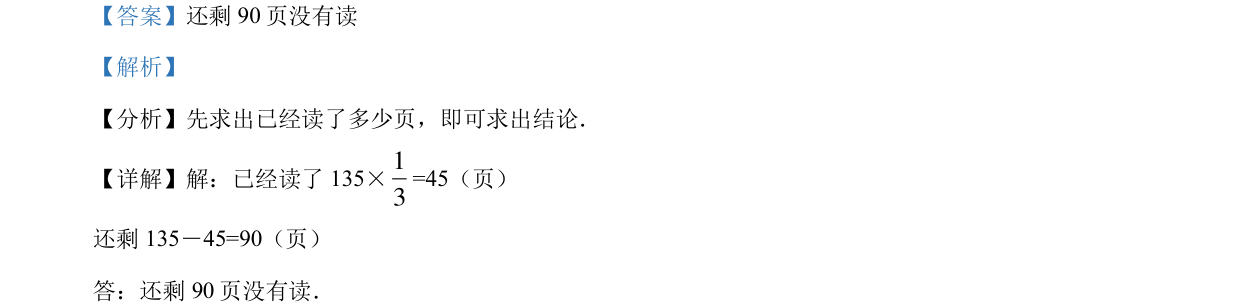 【答案】还剩 90 页没有读
【解析】
【分析】先求出已经读了多少页，即可求出结论．
【详解】解：已经读了 135×1/3=45（页）
还剩 135－45=90（页）
答：还剩 90 页没有读．